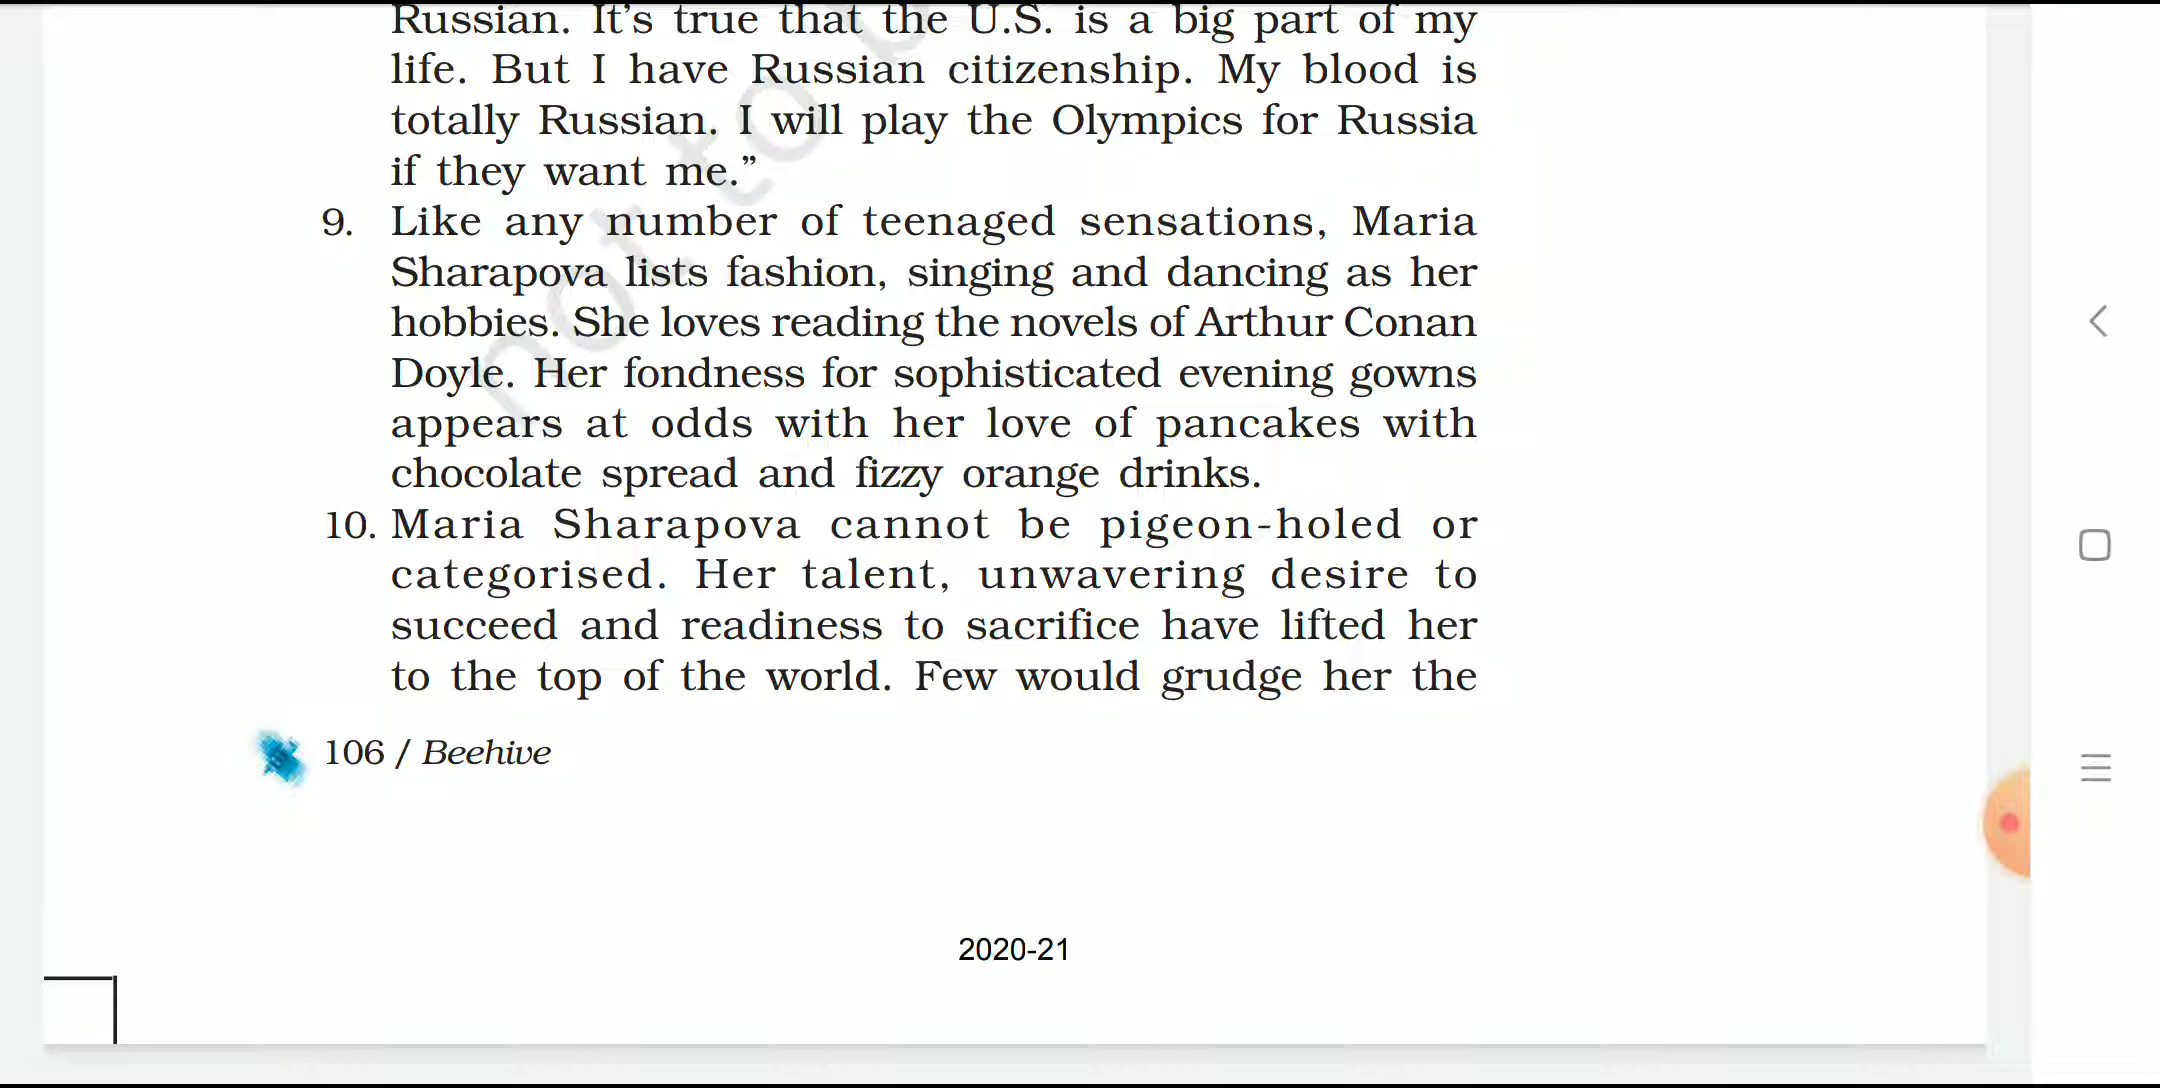 Russian. It's true that the U.S. is a big part of my
life. But I have Russian citizenship. My blood is
totally Russian. I will play the Olympics for Russia
if they want me.”
9. Like any number of teenaged sensations, Maria
Sharapova lists fashion, singing and dancing as her
hobbies. She loves reading the novels of Arthur Conan
Doyle. Her fondness for sophisticated evening gowns
appears at odds with her love of pancakes with
chocolate spread and fizzy orange drinks.
10. Maria Sharapova cannot be pigeon-holed or
categorised. Her talent, unwavering desire to
succeed and readiness to sacrifice have lifted her
to the top of the world. Few would grudge her the
106 / Beehive
2020-21
not to b